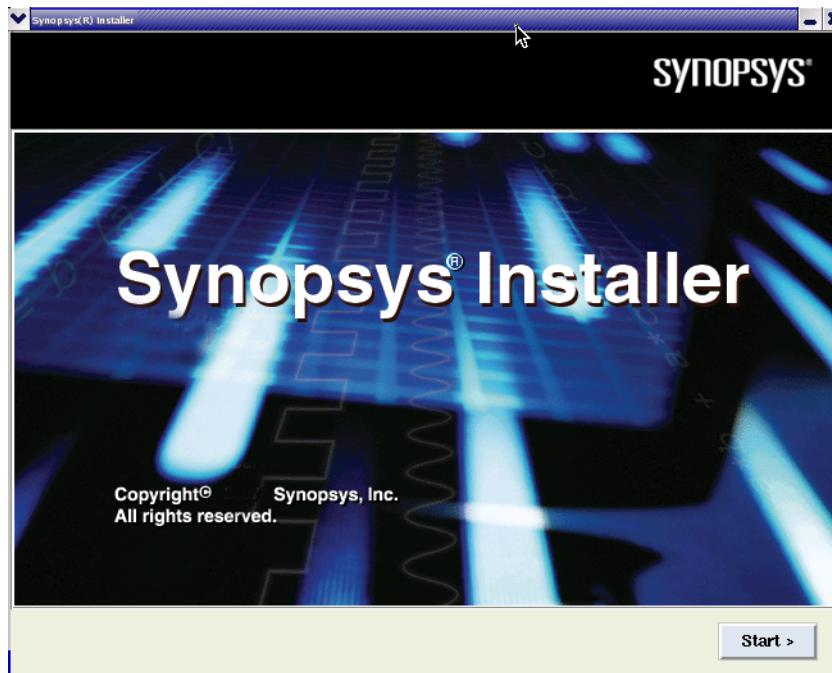 Synopsys(R) Installer
SYNOPSYS®
Synopsys® Installer
Copyright© Synopsys, Inc.
All rights reserved.
Start >